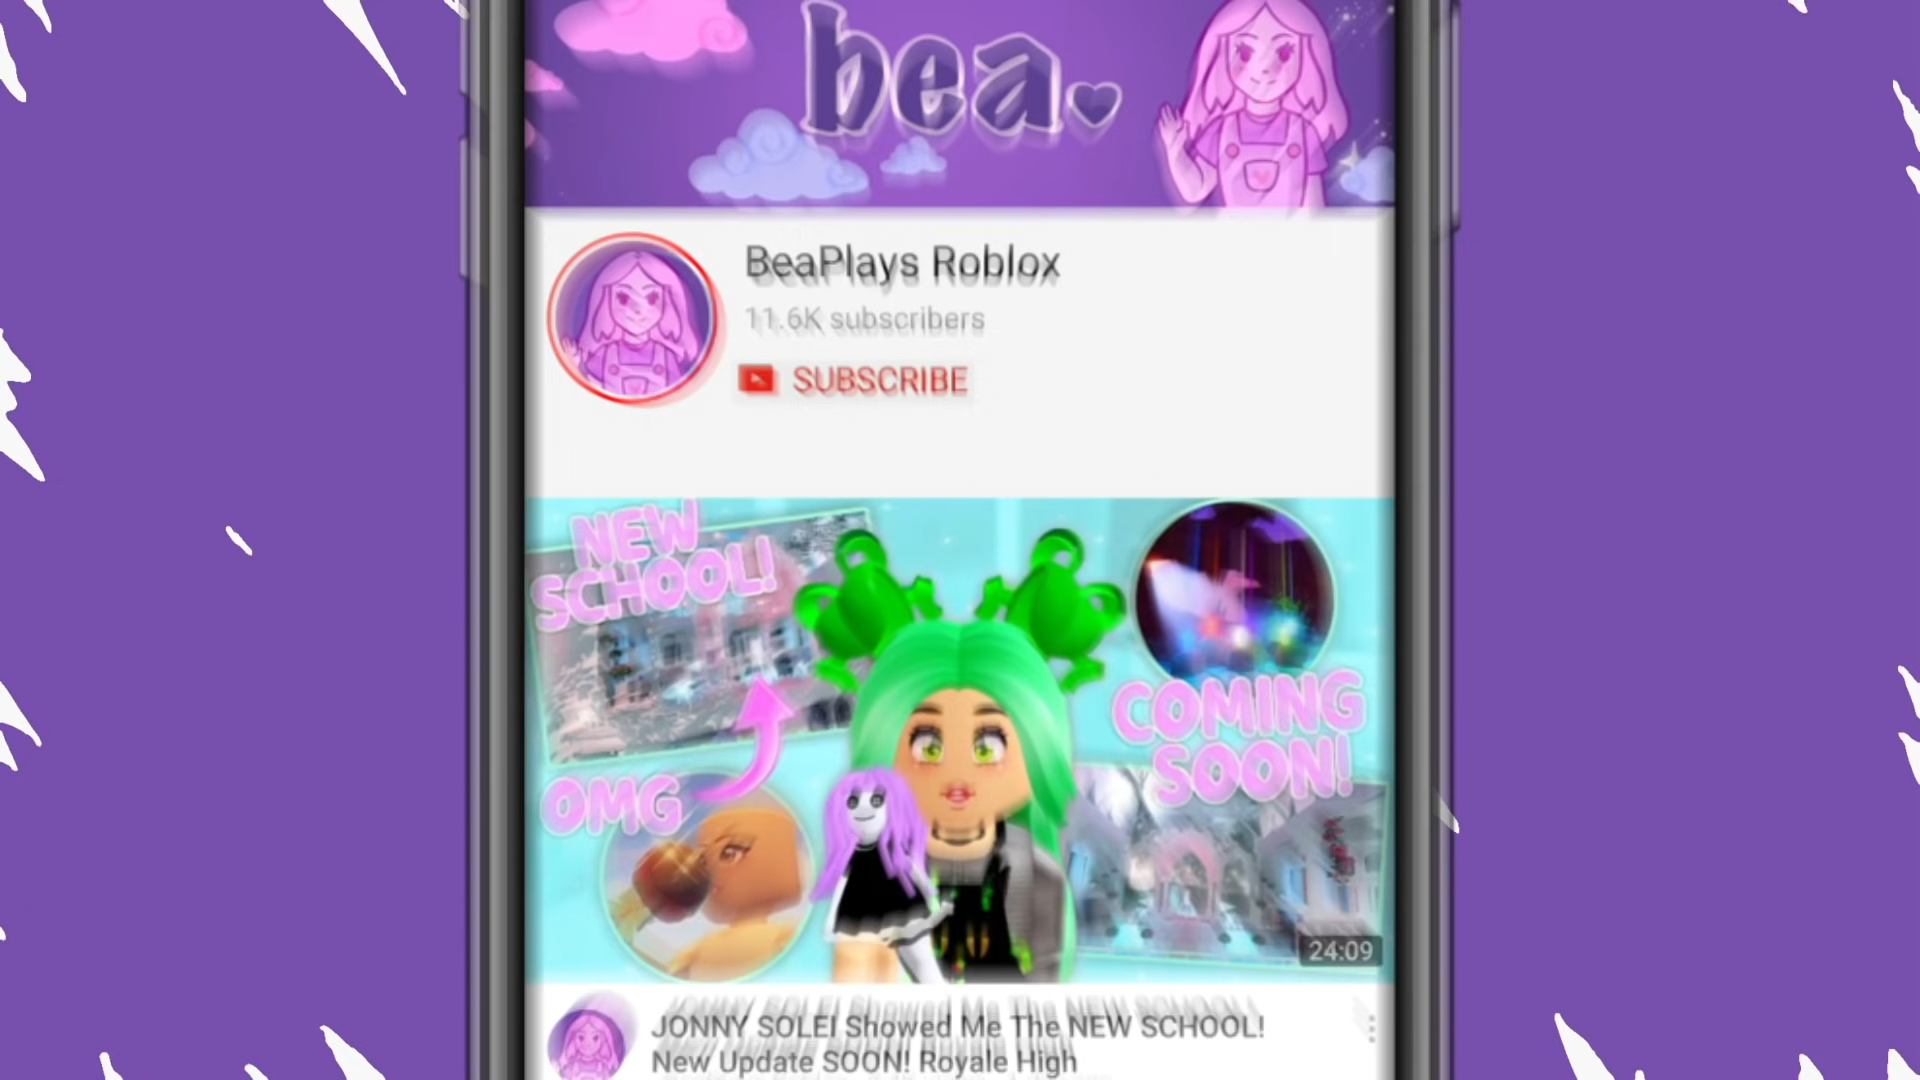 bea.
BeaPlays Roblox
11.6K subscribers
SUBSCRIBE
NEW
SCHOOL!
OMG
COMING
SOON!
24:09
JONNY SOLEI Showed Me The NEW SCHOOL!
New Update SOON! Royale High